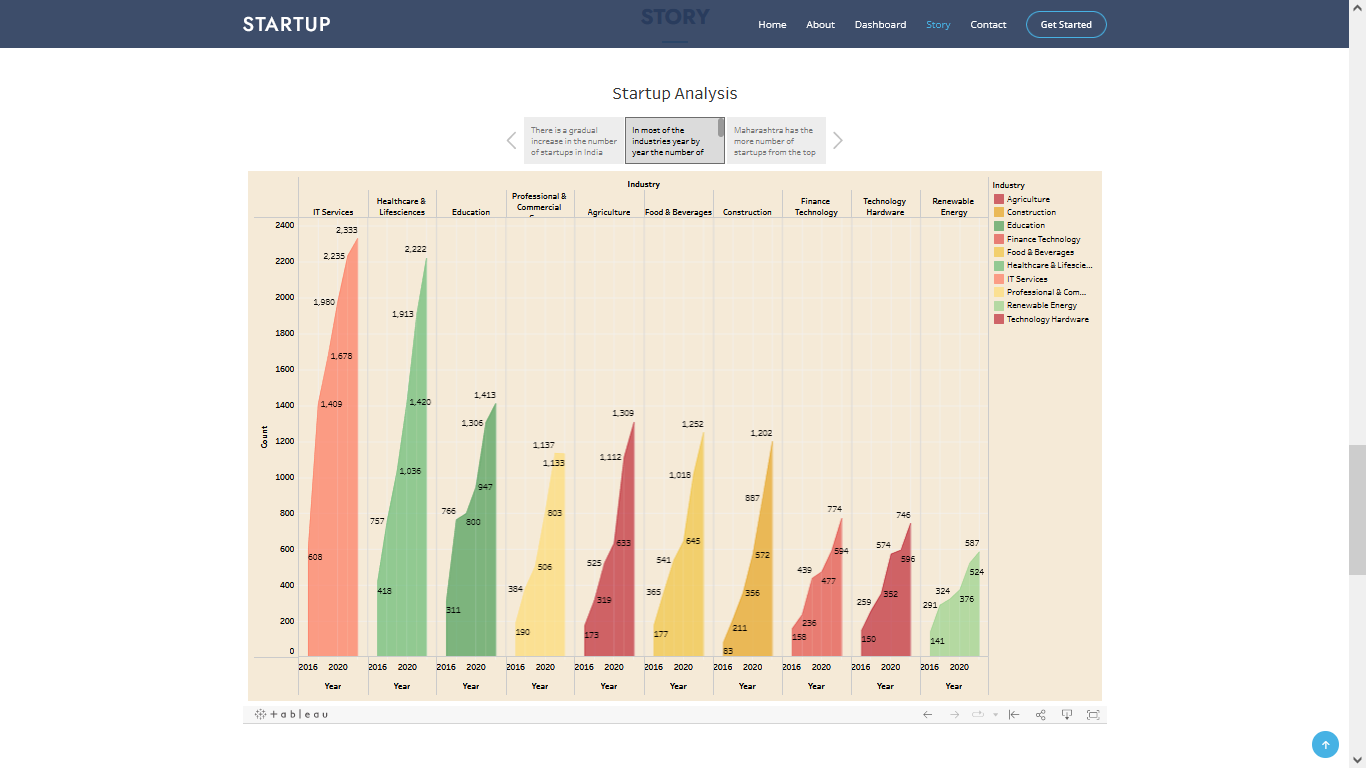 STORY
STARTUP
Home About Dashboard Story Contact Get Started
Startup Analysis
There is a gradual
increase in the number
of startups in India
In most of the
industries year by
year the number of
Maharashtra has the
more number of
startups from the top
Industry
IT Services
Healthcare &
Lifesciences
Education
Professional &
Commercial
Agriculture
Food & Beverages
Construction
Finance
Technology
Technology
Hardware
Renewable
Energy
Count
2400
2200
2000
1800
1600
1400
1200
1000
800
600
400
200
0
608
1,409
1,678
1,980
2,235
2,333
418
757
1,036
1,420
1,913
2,222
311
766
800
947
1,306
1,413
190
384
506
803
1,137
1,133
173
319
525
633
1,112
1,309
177
365
541
645
1,018
1,252
83
211
356
572
887
1,202
158
236
439
477
594
774
150
259
352
574
596
746
141
291
324
376
524
587
2016 2020 2016 2020 2016 2020 2016 2020 2016 2020 2016 2020 2016 2020 2016 2020 2016 2020 2016 2020
Year Year Year Year Year Year Year Year Year Year
Industry
Agriculture
Construction
Education
Finance Technology
Food & Beverages
Healthcare & Lifescie...
IT Services
Professional & Com...
Renewable Energy
Technology Hardware
+ableau